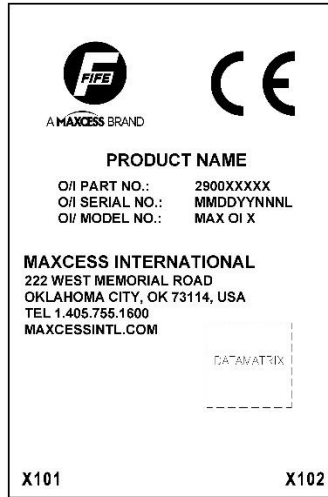 FIFE
CE
A MAXCESS BRAND
PRODUCT NAME
O/I PART NO.: 2900XXXXX
O/I SERIAL NO.: MMDDYYNNNL
OI/ MODEL NO.: MAX OI X
MAXCESS INTERNATIONAL
222 WEST MEMORIAL ROAD
OKLAHOMA CITY, OK 73114, USA
TEL 1.405.755.1600
MAXCESSINTL.COM
DATAMATRIX
X101 X102